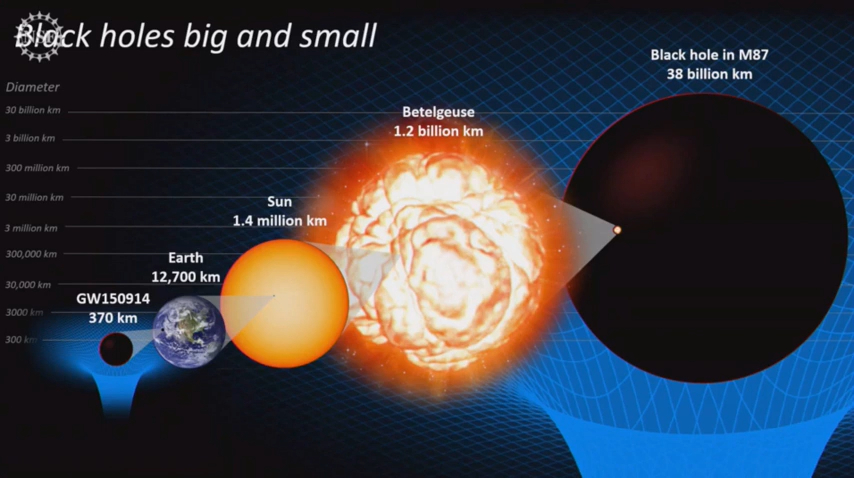 Black holes big and small
Diameter
30 billion km
3 billion km
300 million km
30 million km
3 million km
300,000 km
30,000 km
3000 km
300 km
GW150914
370 km
Earth
12,700 km
Sun
1.4 million km
Betelgeuse
1.2 billion km
Black hole in M87
38 billion km